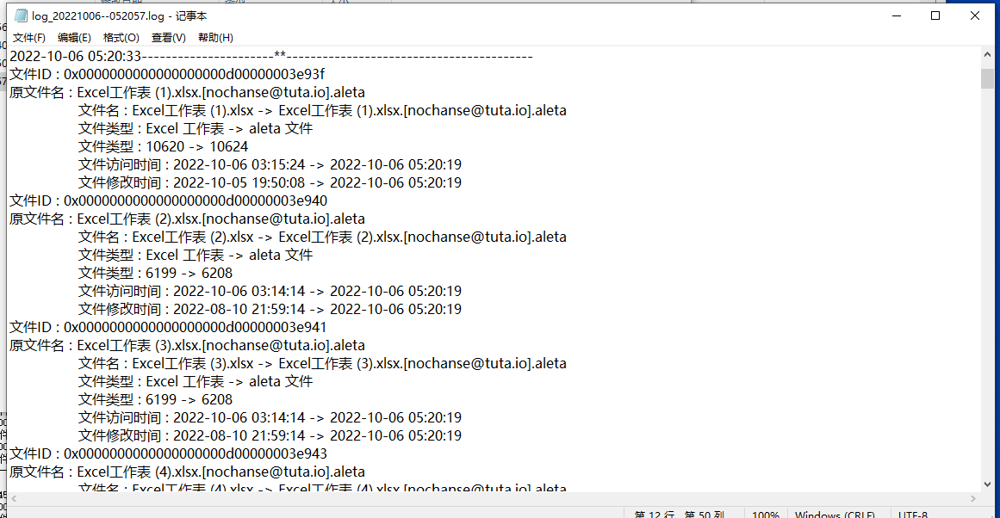 log_20221006--052057.log - 记事本
文件(F) 编辑(E) 格式(O) 查看(V) 帮助(H)
2022-10-06 05:20:33----------------------**-----------------------------------------
文件ID : 0x0000000000000000000d00000003e93f
原文件名 : Excel工作表 (1).xlsx.[nochanse@tuta.io].aleta
文件名 : Excel工作表 (1).xlsx -> Excel工作表 (1).xlsx.[nochanse@tuta.io].aleta
文件类型 : Excel 工作表 -> aleta 文件
文件类型 : 10620 -> 10624
文件访问时间 : 2022-10-06 03:15:24 -> 2022-10-06 05:20:19
文件修改时间 : 2022-10-05 19:50:08 -> 2022-10-06 05:20:19
文件ID : 0x0000000000000000000d00000003e940
原文件名 : Excel工作表 (2).xlsx.[nochanse@tuta.io].aleta
文件名 : Excel工作表 (2).xlsx -> Excel工作表 (2).xlsx.[nochanse@tuta.io].aleta
文件类型 : Excel 工作表 -> aleta 文件
文件类型 : 6199 -> 6208
文件访问时间 : 2022-10-06 03:14:14 -> 2022-10-06 05:20:19
文件修改时间 : 2022-08-10 21:59:14 -> 2022-10-06 05:20:19
文件ID : 0x0000000000000000000d00000003e941
原文件名 : Excel工作表 (3).xlsx.[nochanse@tuta.io].aleta
文件名 : Excel工作表 (3).xlsx -> Excel工作表 (3).xlsx.[nochanse@tuta.io].aleta
文件类型 : Excel 工作表 -> aleta 文件
文件类型 : 6199 -> 6208
文件访问时间 : 2022-10-06 03:14:14 -> 2022-10-06 05:20:19
文件修改时间 : 2022-08-10 21:59:14 -> 2022-10-06 05:20:19
文件ID : 0x0000000000000000000d00000003e943
原文件名 : Excel工作表 (4).xlsx.[nochanse@tuta.io].aleta
文件名 : Excel工作表 (4).xlsx -> Excel工作表 (4).xlsx.[nochanse@tuta.io].aleta
第 12 行, 第 50 列 100% Windows (CRLF) UTF-8